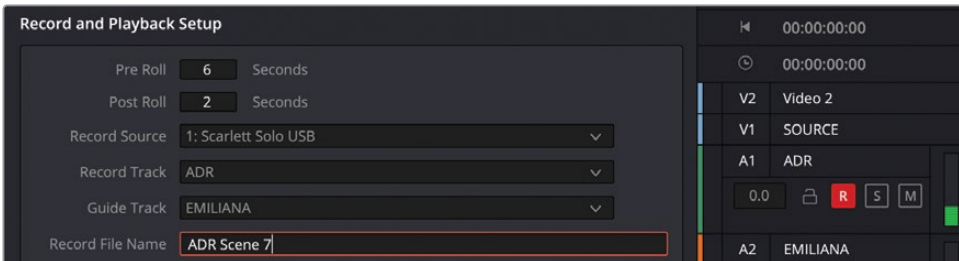 Record and Playback Setup
Pre Roll 6 Seconds
Post Roll 2 Seconds
Record Source 1: Scarlett Solo USB
Record Track ADR
Guide Track EMILIANA
Record File Name ADR Scene 7
00:00:00:00
00:00:00:00
V2 Video 2
V1 SOURCE
A1 ADR
0.0 R S M
A2 EMILIANA